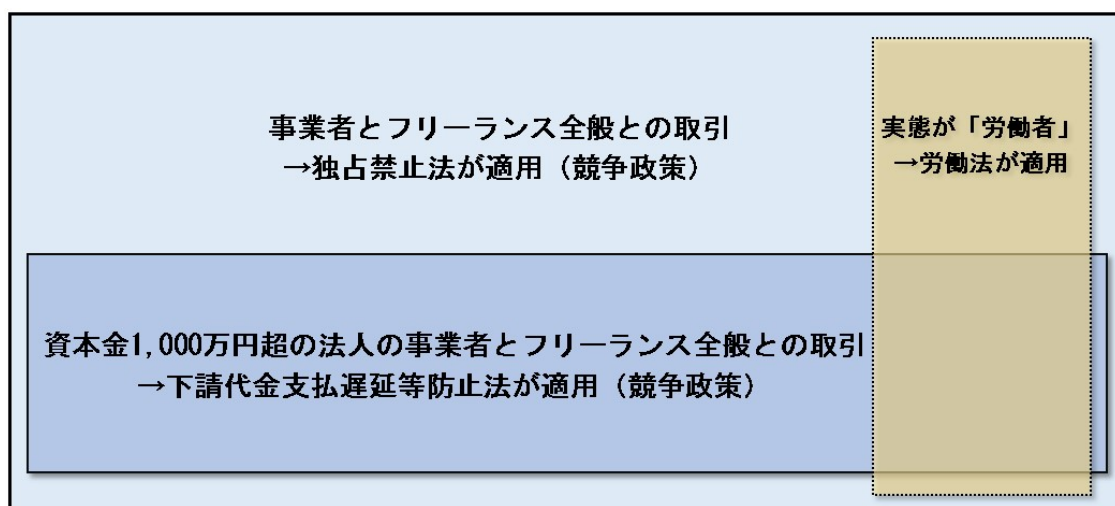 事業者とフリーランス全般との取引
→独占禁止法が適用（競争政策）
実態が「労働者」
→労働法が適用
資本金1,000万円超の法人の事業者とフリーランス全般との取引
→下請代金支払遅延等防止法が適用（競争政策）